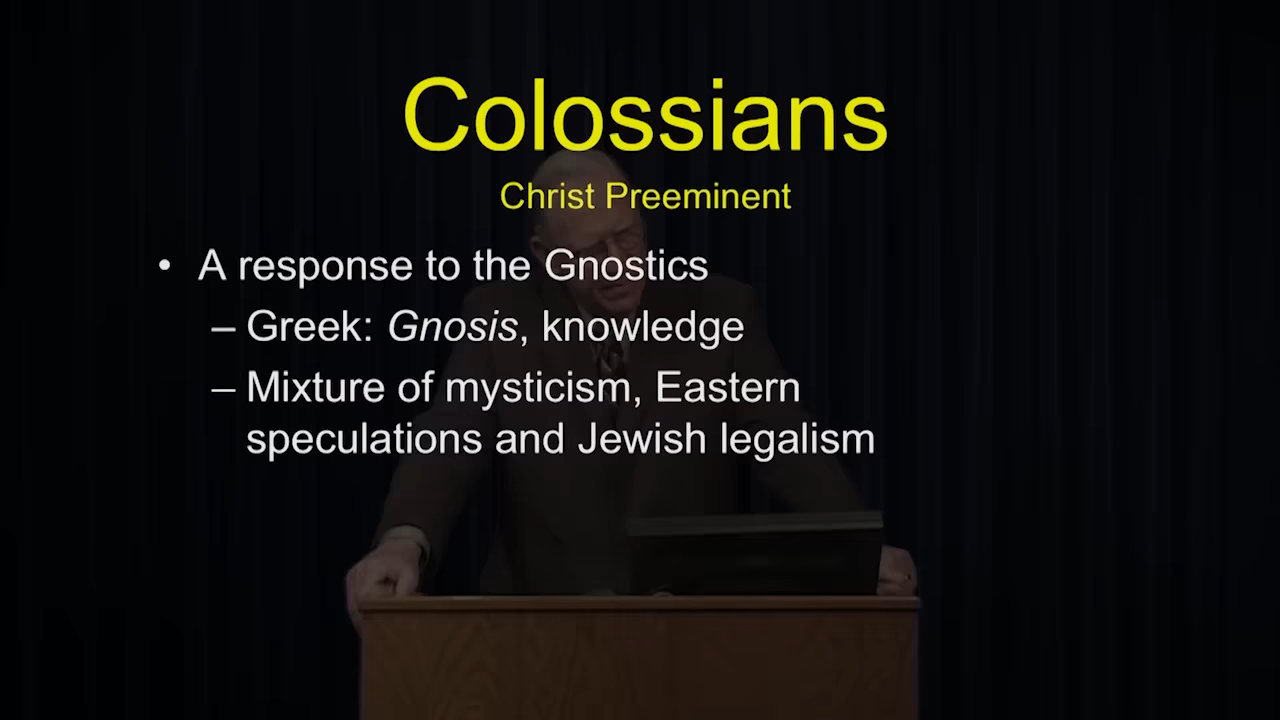 Colossians
Christ Preeminent
• A response to the Gnostics
– Greek: Gnosis, knowledge
– Mixture of mysticism, Eastern
speculations and Jewish legalism